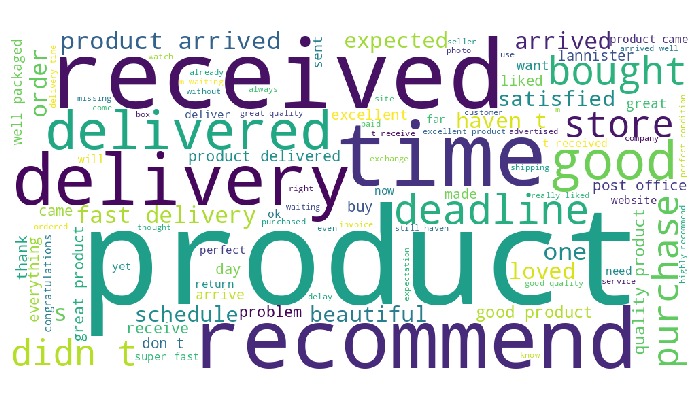 product arrived
expected
seller
photo
arrived
product came
arrived well
well packaged
order
delivery time
received
sent
watch
already
a waiting
without
always
use
want
liked
lannister
bought
satisfied
great
missing
came
box
deliver
great quality
excellent
paid
site
far
customer
haven t
store
company
perfect condition
delivered
time
t receive
excellent product
advertised
t received
good
will
product delivered
exchange
shipping
delivery
right
now
made
really liked
post office
website
came
fast delivery
waiting
ok
purchased
buy
deadline
ordered
thought
even
invoice
still haven
purchase
highly recommend
thank
everything
congratulations
great product
yet
product
perfect
day
return
arrive
delay
expectation
one
loved
need
good quality
service
quality product
S
schedule
problem
beautiful
good product
receive
didn t
don t
super fast
recommend
know